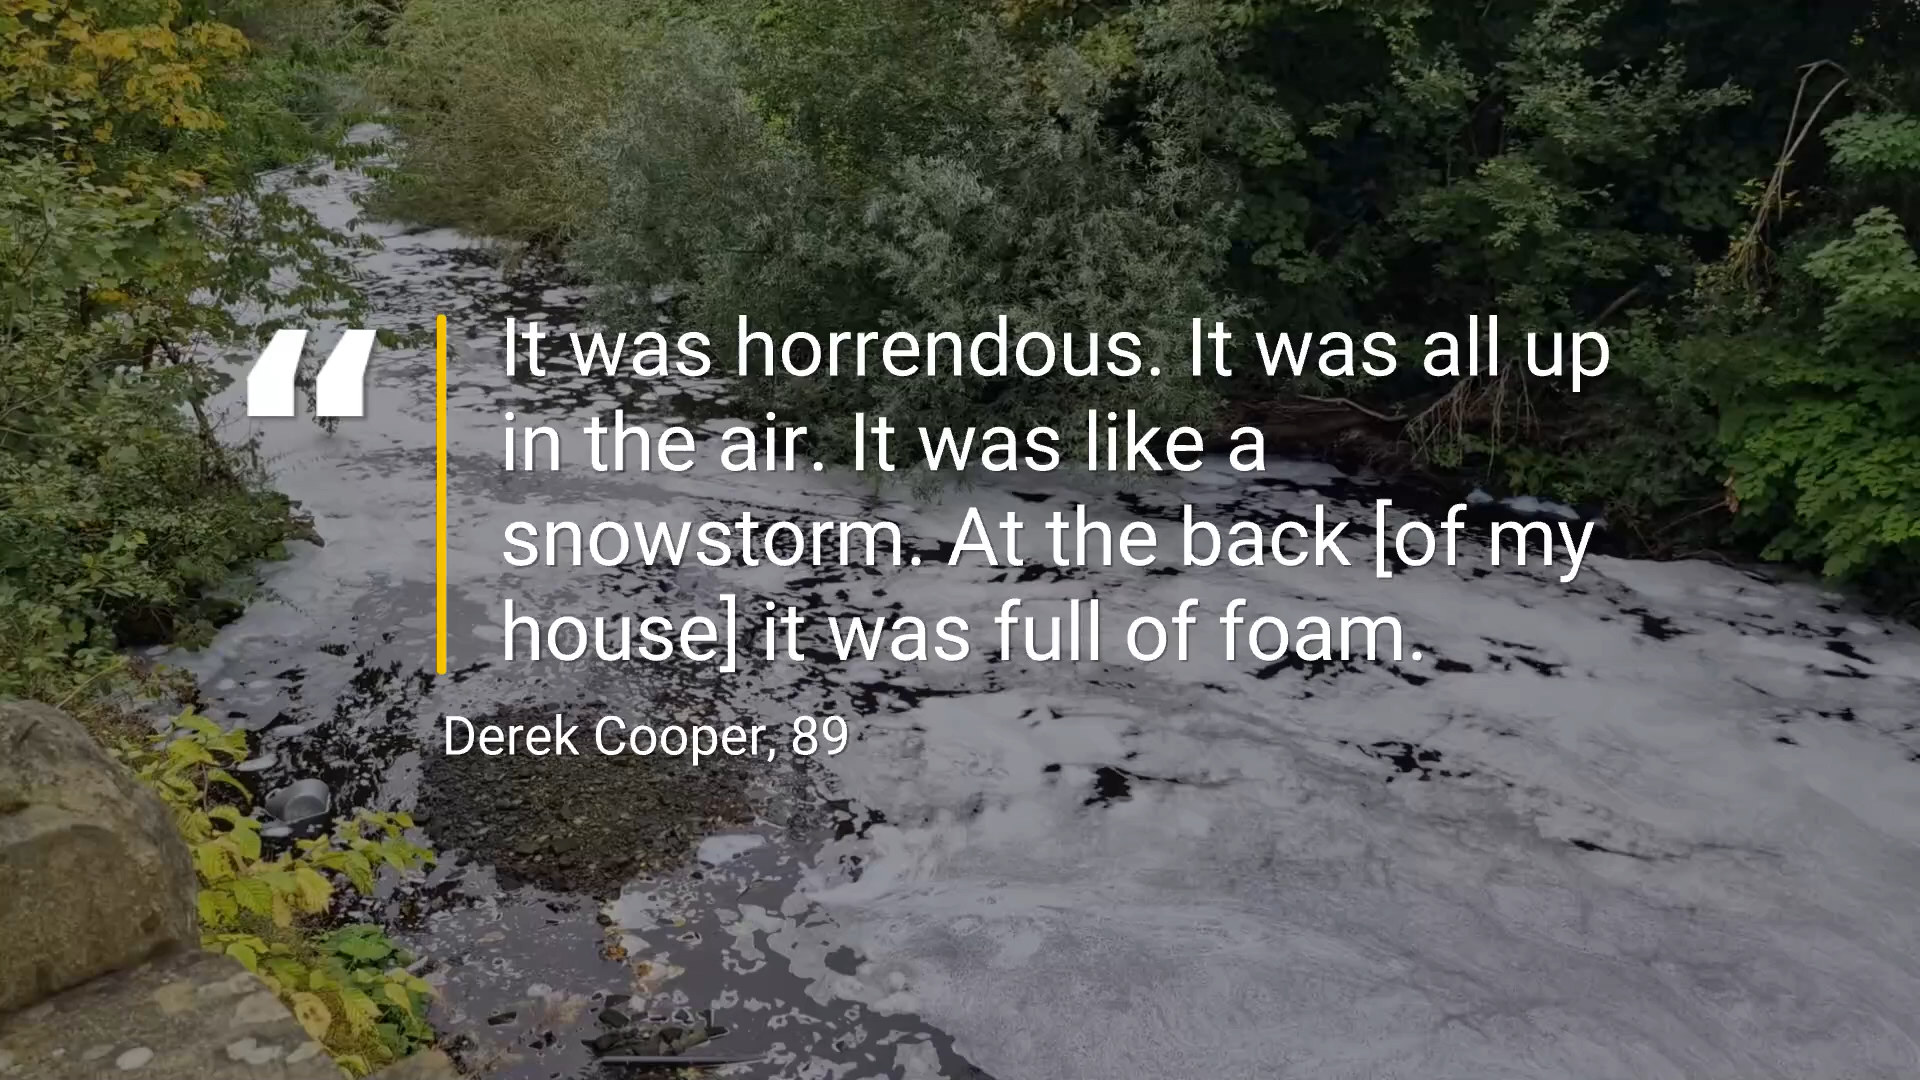 “
It was horrendous. It was all up
in the air. It was like a
snowstorm. At the back [of my
house] it was full of foam.
Derek Cooper, 89